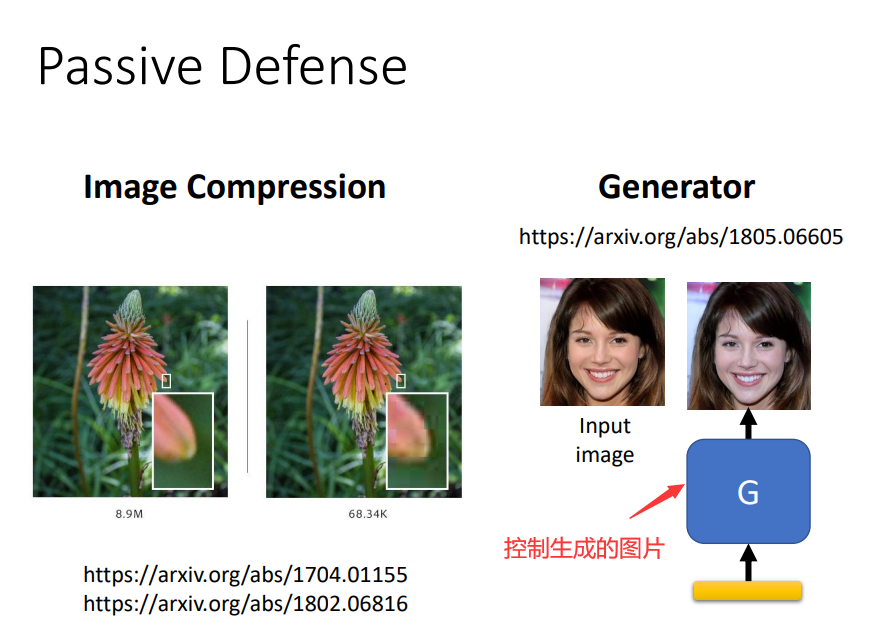 Passive Defense
Image Compression
8.9M
68.34K
https://arxiv.org/abs/1704.01155
https://arxiv.org/abs/1802.06816
Generator
https://arxiv.org/abs/1805.06605
Input
image
G
控制生成的图片